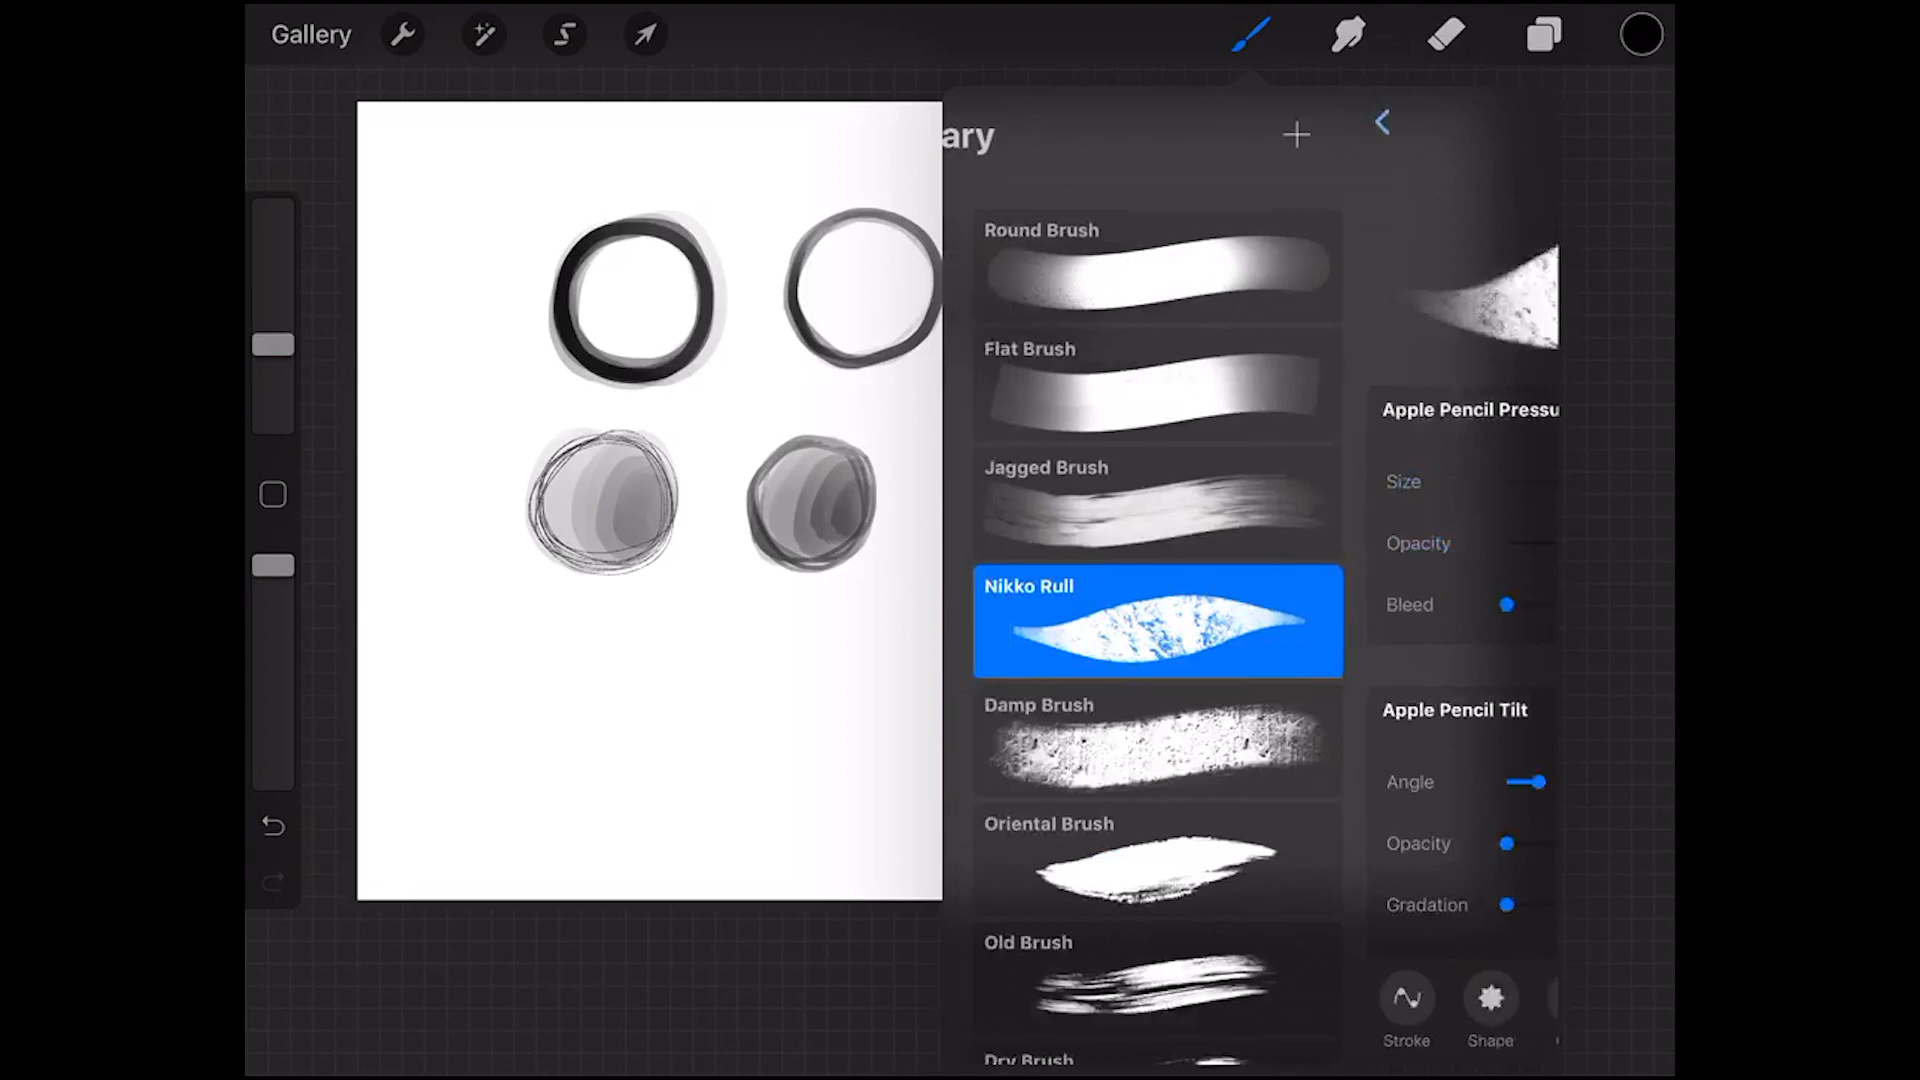 Gallery
ary
Round Brush
Flat Brush
Jagged Brush
Nikko Rull
Damp Brush
Oriental Brush
Old Brush
Dry Brush
Apple Pencil Pressu
Size
Opacity
Bleed
Apple Pencil Tilt
Angle
Opacity
Gradation
Stroke
Shape